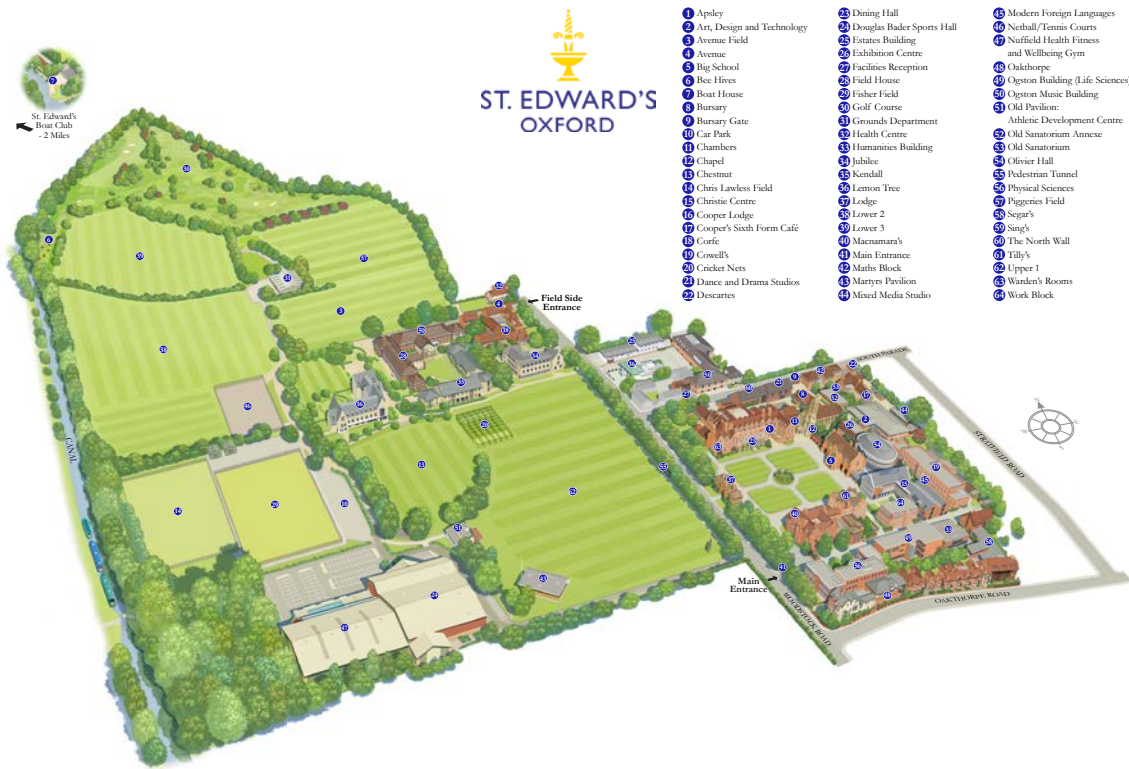 1 Apsley
2 Art, Design and Technology
3 Avenue Field
4 Avenue
5 Big School
6 Bee Hives
7 Boat House
8 Bursary
9 Bursary Gate
10 Car Park
11 Chambers
12 Chapel
13 Chestnut
14 Chris Lawless Field
15 Christie Centre
16 Cooper Lodge
17 Cooper's Sixth Form Café
18 Corfe
19 Cowell's
20 Cricket Nets
21 Dance and Drama Studios
22 Descartes
23 Dining Hall
24 Douglas Bader Sports Hall
25 Estates Building
26 Exhibition Centre
27 Facilities Reception
28 Field House
29 Fisher Field
30 Golf Course
31 Grounds Department
32 Health Centre
33 Humanities Building
34 Jubilee
35 Kendall
36 Lemon Tree
37 Lodge
38 Lower 2
39 Lower 3
40 Macnamara's
41 Main Entrance
42 Maths Block
43 Martyrs Pavilion
44 Mixed Media Studio
45 Modern Foreign Languages
46 Netball/Tennis Courts
47 Nuffield Health Fitness
and Wellbeing Gym
48 Oakthorpe
49 Ogston Building (Life Sciences)
50 Ogston Music Building
51 Old Pavilion:
Athletic Development Centre
52 Old Sanatorium Annexe
53 Old Sanatorium
54 Olivier Hall
55 Pedestrian Tunnel
56 Physical Sciences
57 Piggeries Field
58 Segar's
59 Sing's
60 The North Wall
61 Tilly's
62 Upper 1
63 Warden's Rooms
64 Work Block
ST. EDWARD'S
OXFORD
7
St. Edward's
Boat Club
- 2 Miles
Field Side
Entrance
SOUTH PARADE
STRATFIELD ROAD
CANAL
Main
Entrance
WOODSTOCK ROAD
OAKTHORPE ROAD